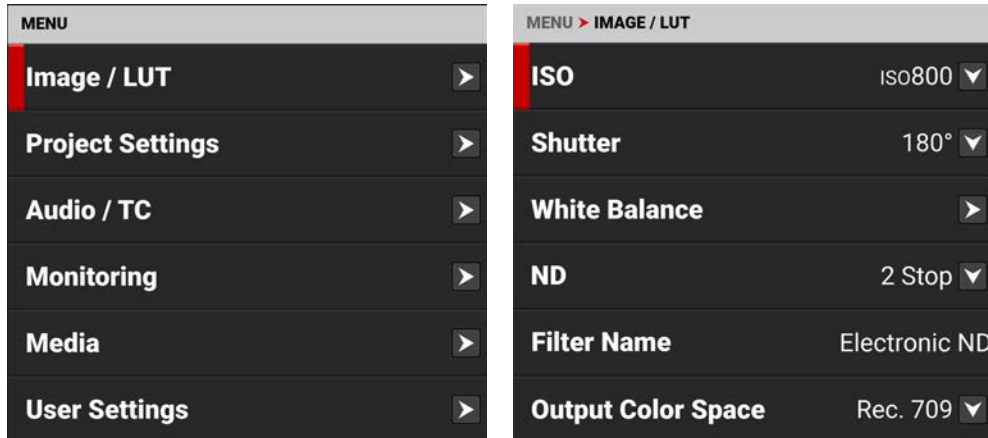 MENU
Image / LUT
Project Settings
Audio / TC
Monitoring
Media
User Settings
MENU > IMAGE / LUT
ISO ISO800
Shutter 180°
White Balance
ND 2 Stop
Filter Name Electronic ND
Output Color Space Rec. 709